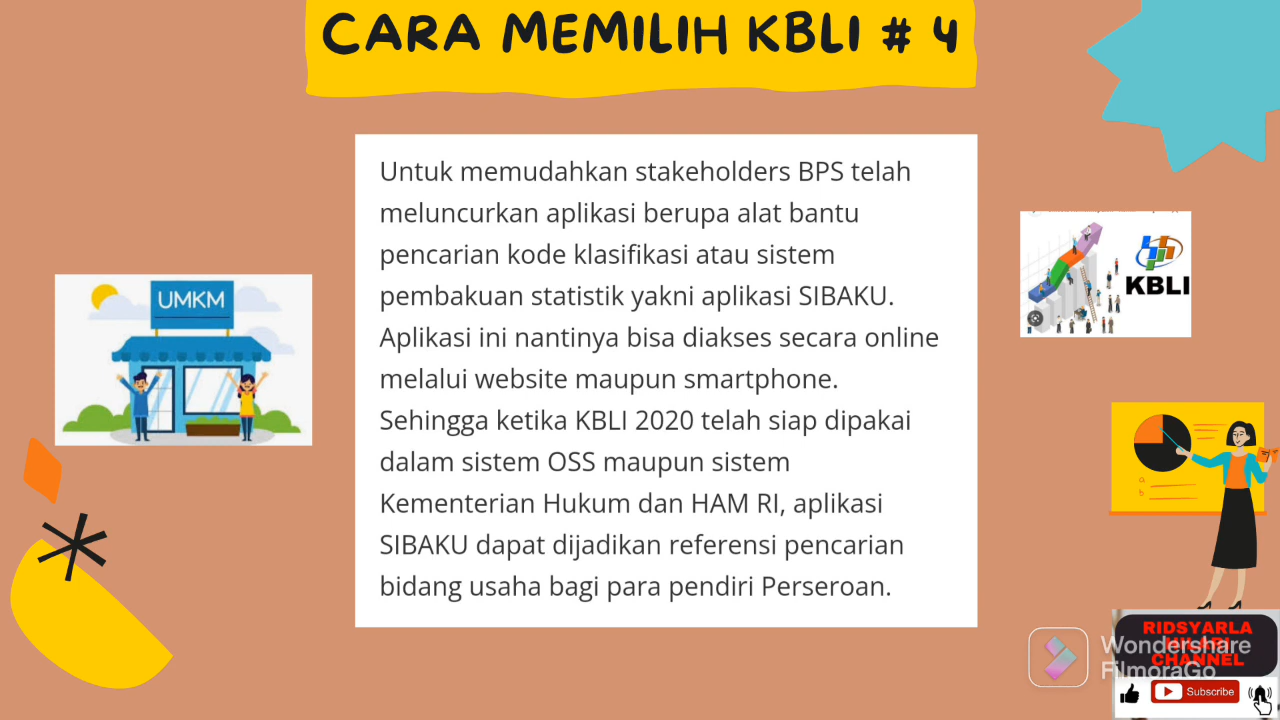 CARA MEMILIH KBLI # 4
Untuk memudahkan stakeholders BPS telah
meluncurkan aplikasi berupa alat bantu
pencarian kode klasifikasi atau sistem
pembakuan statistik yakni aplikasi SIBAKU.
Aplikasi ini nantinya bisa diakses secara online
melalui website maupun smartphone.
Sehingga ketika KBLI 2020 telah siap dipakai
dalam sistem OSS maupun sistem
Kementerian Hukum dan HAM RI, aplikasi
SIBAKU dapat dijadikan referensi pencarian
bidang usaha bagi para pendiri Perseroan.
UMKM
KBLI
a
b
RIDSYARLA
CHANNEL
Wondershare
FilmoraGo
Subscribe